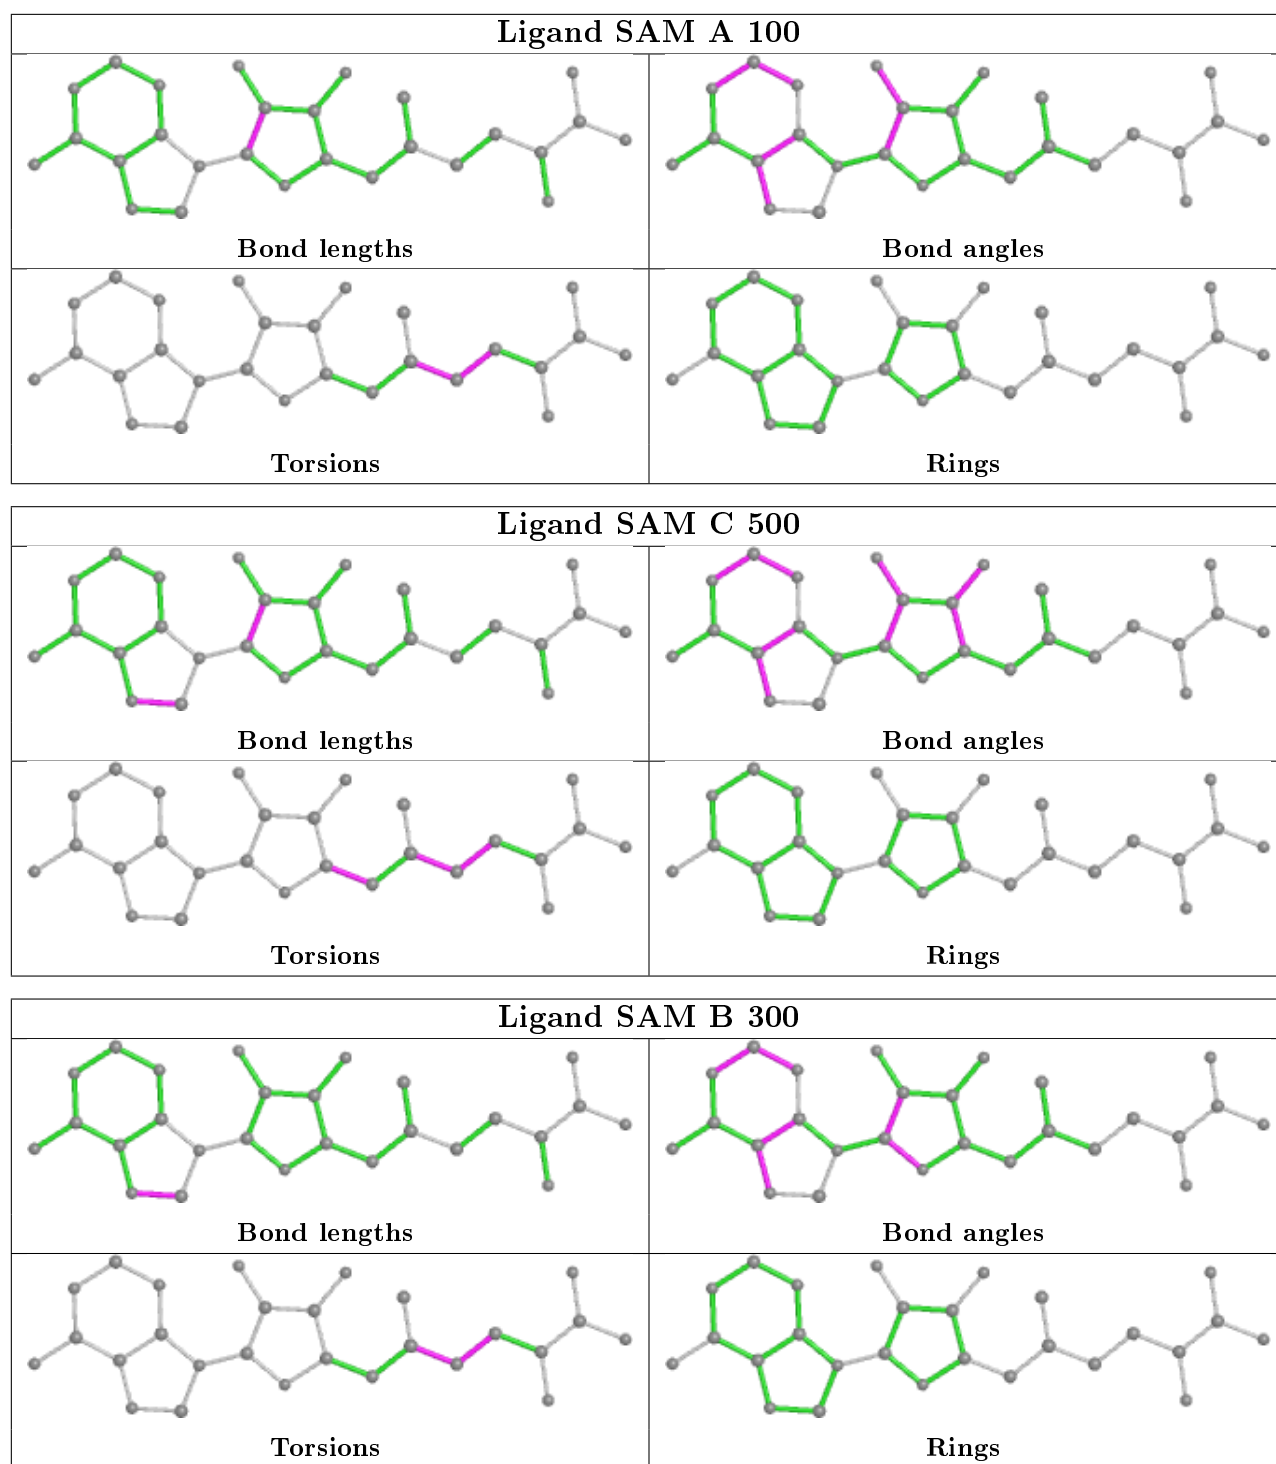 Ligand SAM A 100
Bond lengths
Bond angles
Torsions
Rings
Ligand SAM C 500
Bond lengths
Bond angles
Torsions
Rings
Ligand SAM B 300
Bond lengths
Bond angles
Torsions
Rings